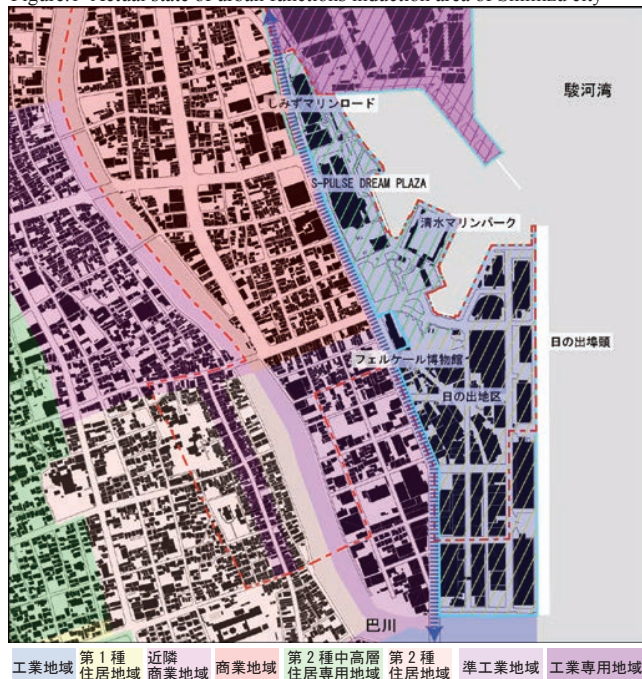 Figure.1 Actual state of urban functions induction area of Shimizu city
駿河湾
しみずマリンロード
S-PULSE DREAM PLAZA
清水マリンパーク
日の出埠頭
フェルケール博物館
日の出地区
巴川
工業地域
第1種
住居地域
近隣
商業地域
商業地域
第2種中高層
住居専用地域
第2種
住居地域
準工業地域
工業専用地域